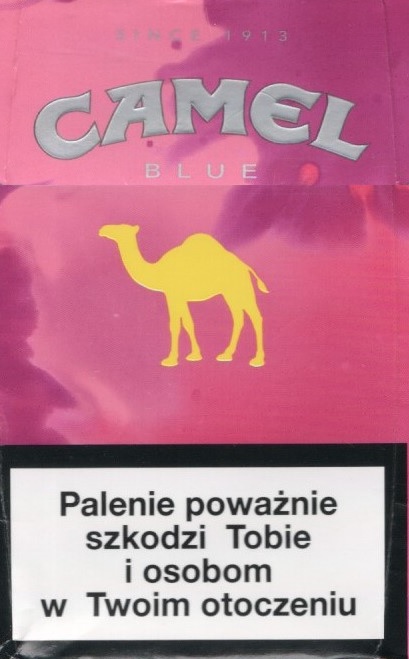 SINCE 1913
CAMEL
BLUE
Palenie poważnie
szkodzi Tobie
i osobom
w Twoim otoczeniu